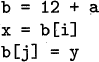 b = 12 + a
x = b[i]
b[j] = y